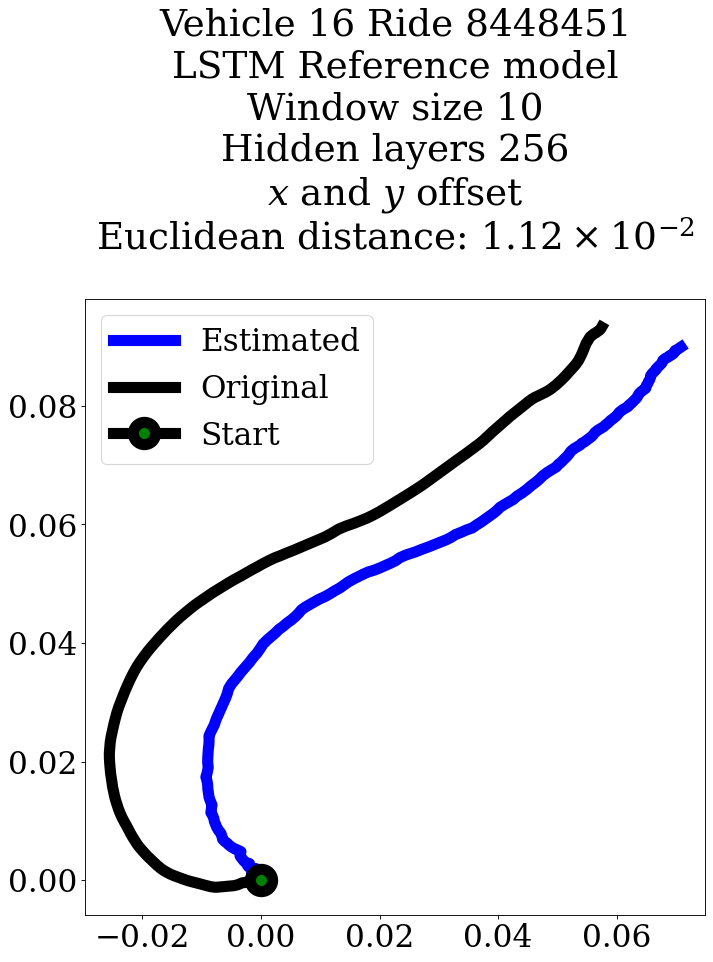 Vehicle 16 Ride 8448451
LSTM Reference model
Window size 10
Hidden layers 256
x and y offset
Euclidean distance: 1.12 × 10⁻²
Estimated
Original
Start
0.08
0.06
0.04
0.02
0.00
−0.02 0.00 0.02 0.04 0.06